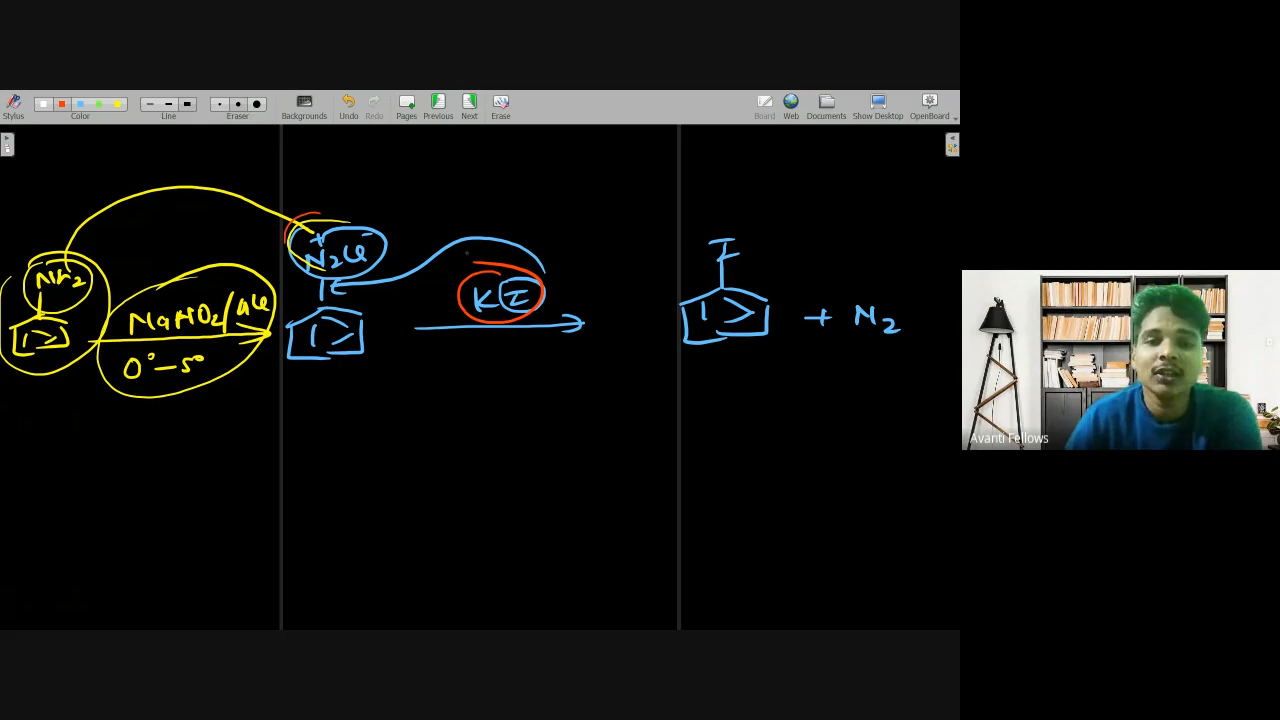 Stylus Color Line Eraser Backgrounds Undo Redo Pages Previous Next Erase Board Web Documents Show Desktop OpenBoard
NH2
NaNO2/HCl
0°–5°
+ -
N2Cl
KI
I
+ N2
Avanti Fellows